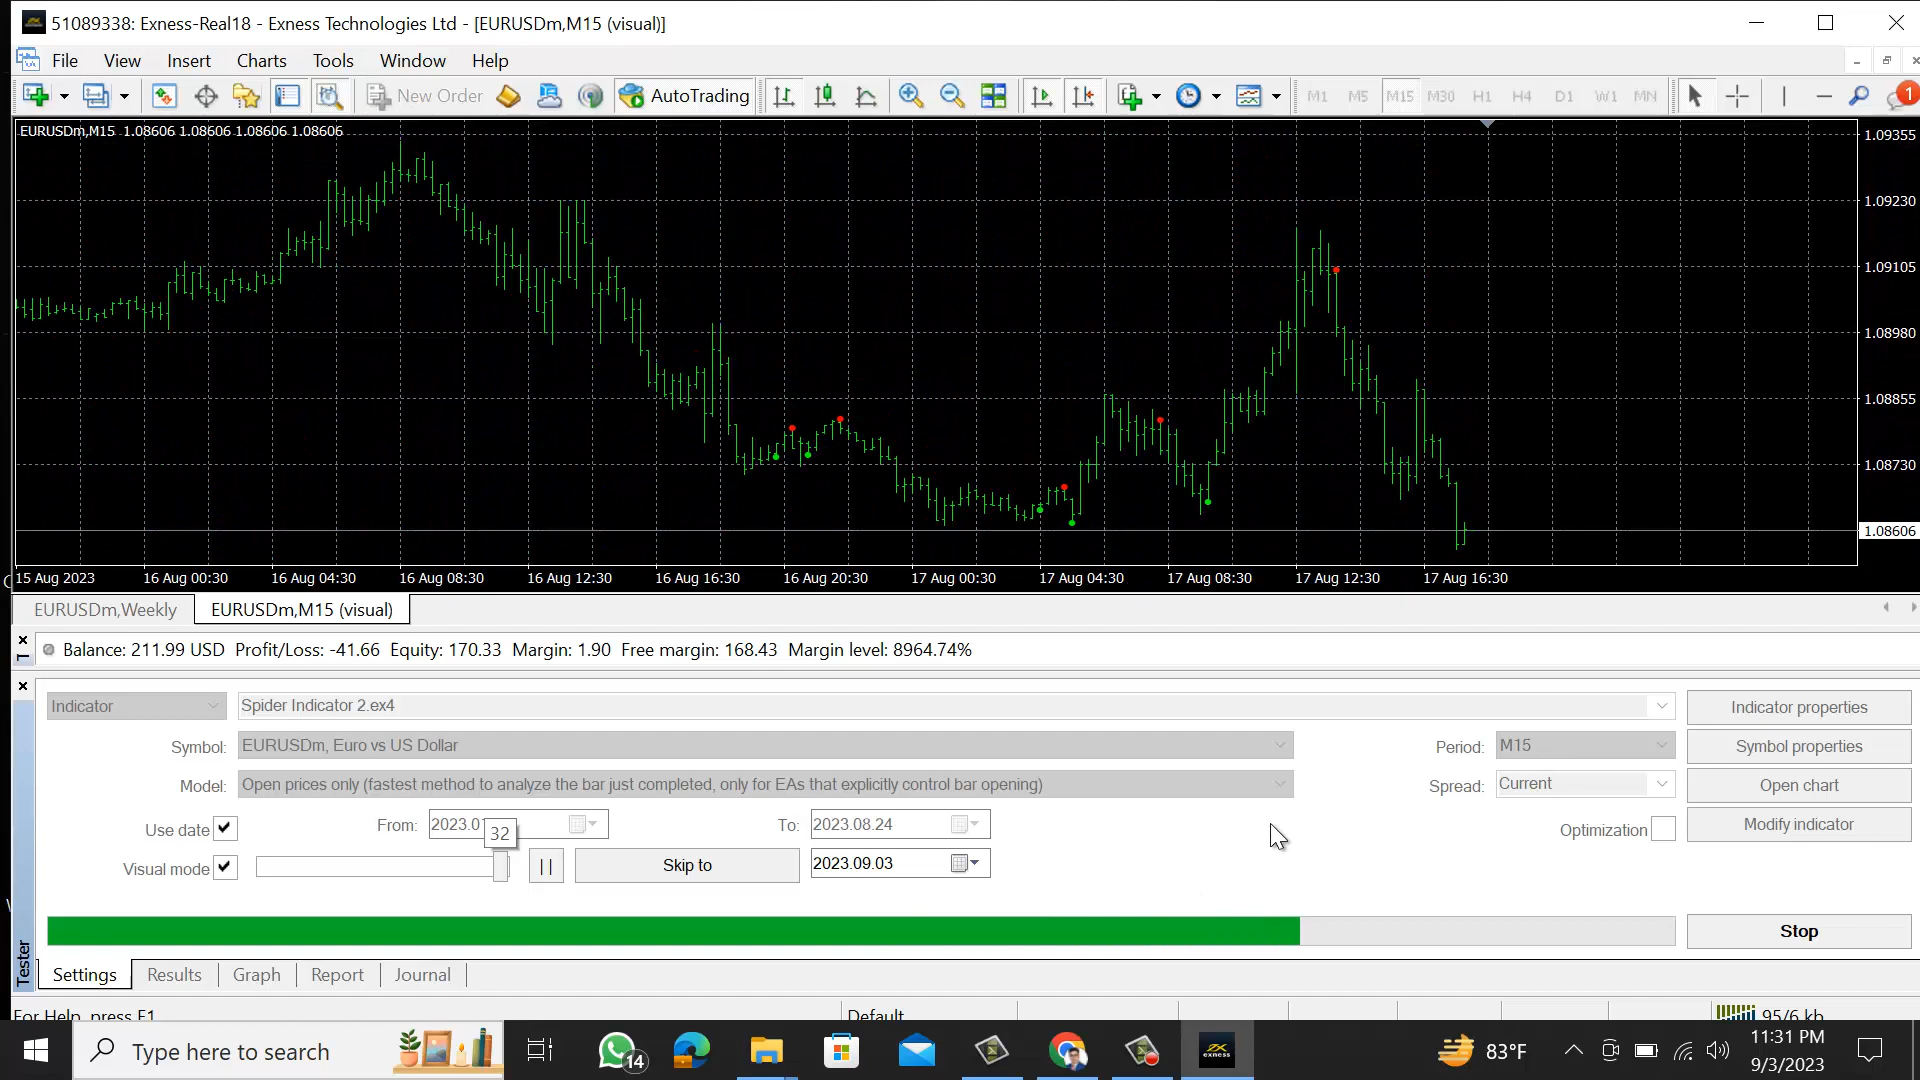 51089338: Exness-Real18 - Exness Technologies Ltd - [EURUSDm,M15 (visual)]
File View Insert Charts Tools Window Help
New Order AutoTrading M1 M5 M15 M30 H1 H4 D1 W1 MN 1
EURUSDm,M15 1.08606 1.08606 1.08606 1.08606
1.09355
1.09230
1.09105
1.08980
1.08855
1.08730
1.08606
15 Aug 2023 16 Aug 00:30 16 Aug 04:30 16 Aug 08:30 16 Aug 12:30 16 Aug 16:30 16 Aug 20:30 17 Aug 00:30 17 Aug 04:30 17 Aug 08:30 17 Aug 12:30 17 Aug 16:30
EURUSDm,Weekly EURUSDm,M15 (visual)
Balance: 211.99 USD Profit/Loss: -41.66 Equity: 170.33 Margin: 1.90 Free margin: 168.43 Margin level: 8964.74%
Indicator Spider Indicator 2.ex4 Indicator properties
Symbol: EURUSDm, Euro vs US Dollar Period: M15 Symbol properties
Model: Open prices only (fastest method to analyze the bar just completed, only for EAs that explicitly control bar opening) Spread: Current Open chart
Use date From: 2023.0 32 To: 2023.08.24 Optimization Modify indicator
Visual mode Skip to 2023.09.03
Stop
Tester
Settings Results Graph Report Journal
For Help, press F1 Default 95/6 kb
Type here to search 14 exness 83°F 11:31 PM
9/3/2023